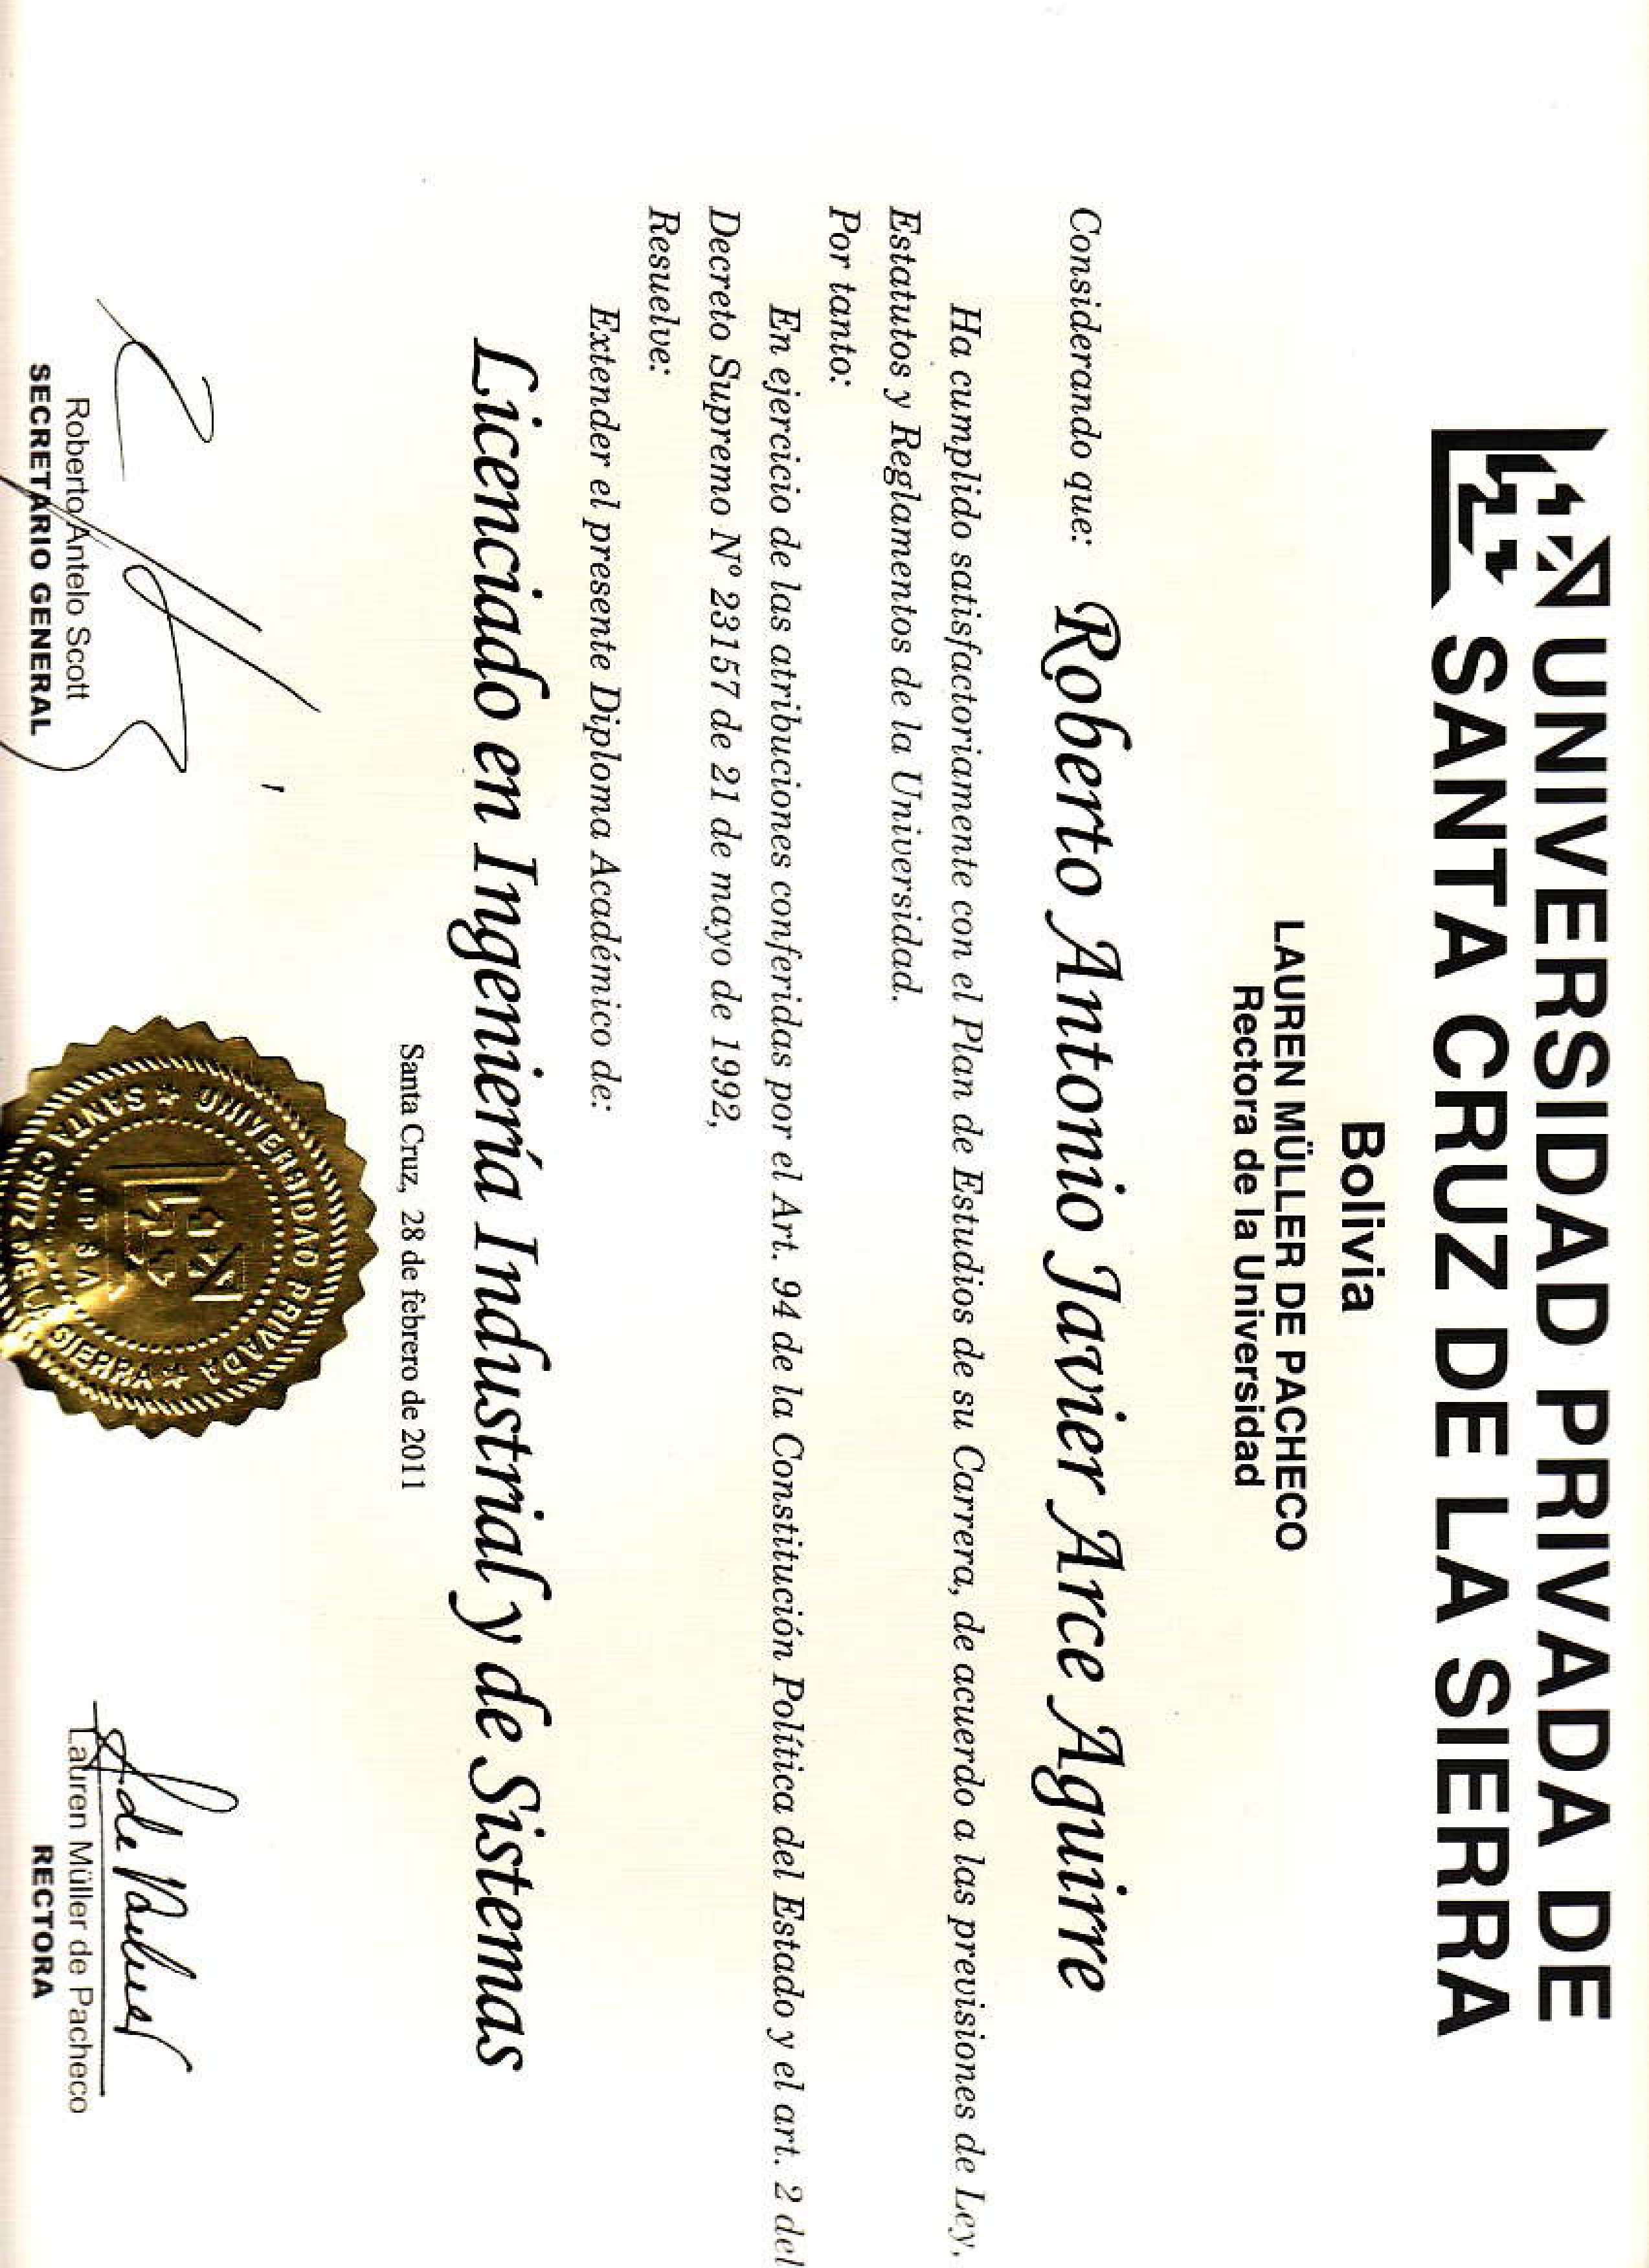 UNIVERSIDAD PRIVADA DE
SANTA CRUZ DE LA SIERRA
Bolivia
LAUREN MÜLLER DE PACHECO
Rectora de la Universidad
Considerando que: Roberto Antonio Javier Arce Aguirre
Ha cumplido satisfactoriamente con el Plan de Estudios de su Carrera, de acuerdo a las previsiones de Ley,
Estatutos y Reglamentos de la Universidad.
Por tanto:
En ejercicio de las atribuciones conferidas por el Art. 94 de la Constitución Política del Estado y el art. 2 del
Decreto Supremo Nº 23157 de 21 de mayo de 1992,
Resuelve:
Extender el presente Diploma Académico de:
Licenciado en Ingeniería Industrial y de Sistemas
Santa Cruz, 28 de febrero de 2011
UNIVERSIDAD PRIVADA
SANTA CRUZ DE LA SIERRA
UPSA
de Pacheco
Roberto Antelo Scott
SECRETARIO GENERAL
Lauren Müller de Pacheco
RECTORA